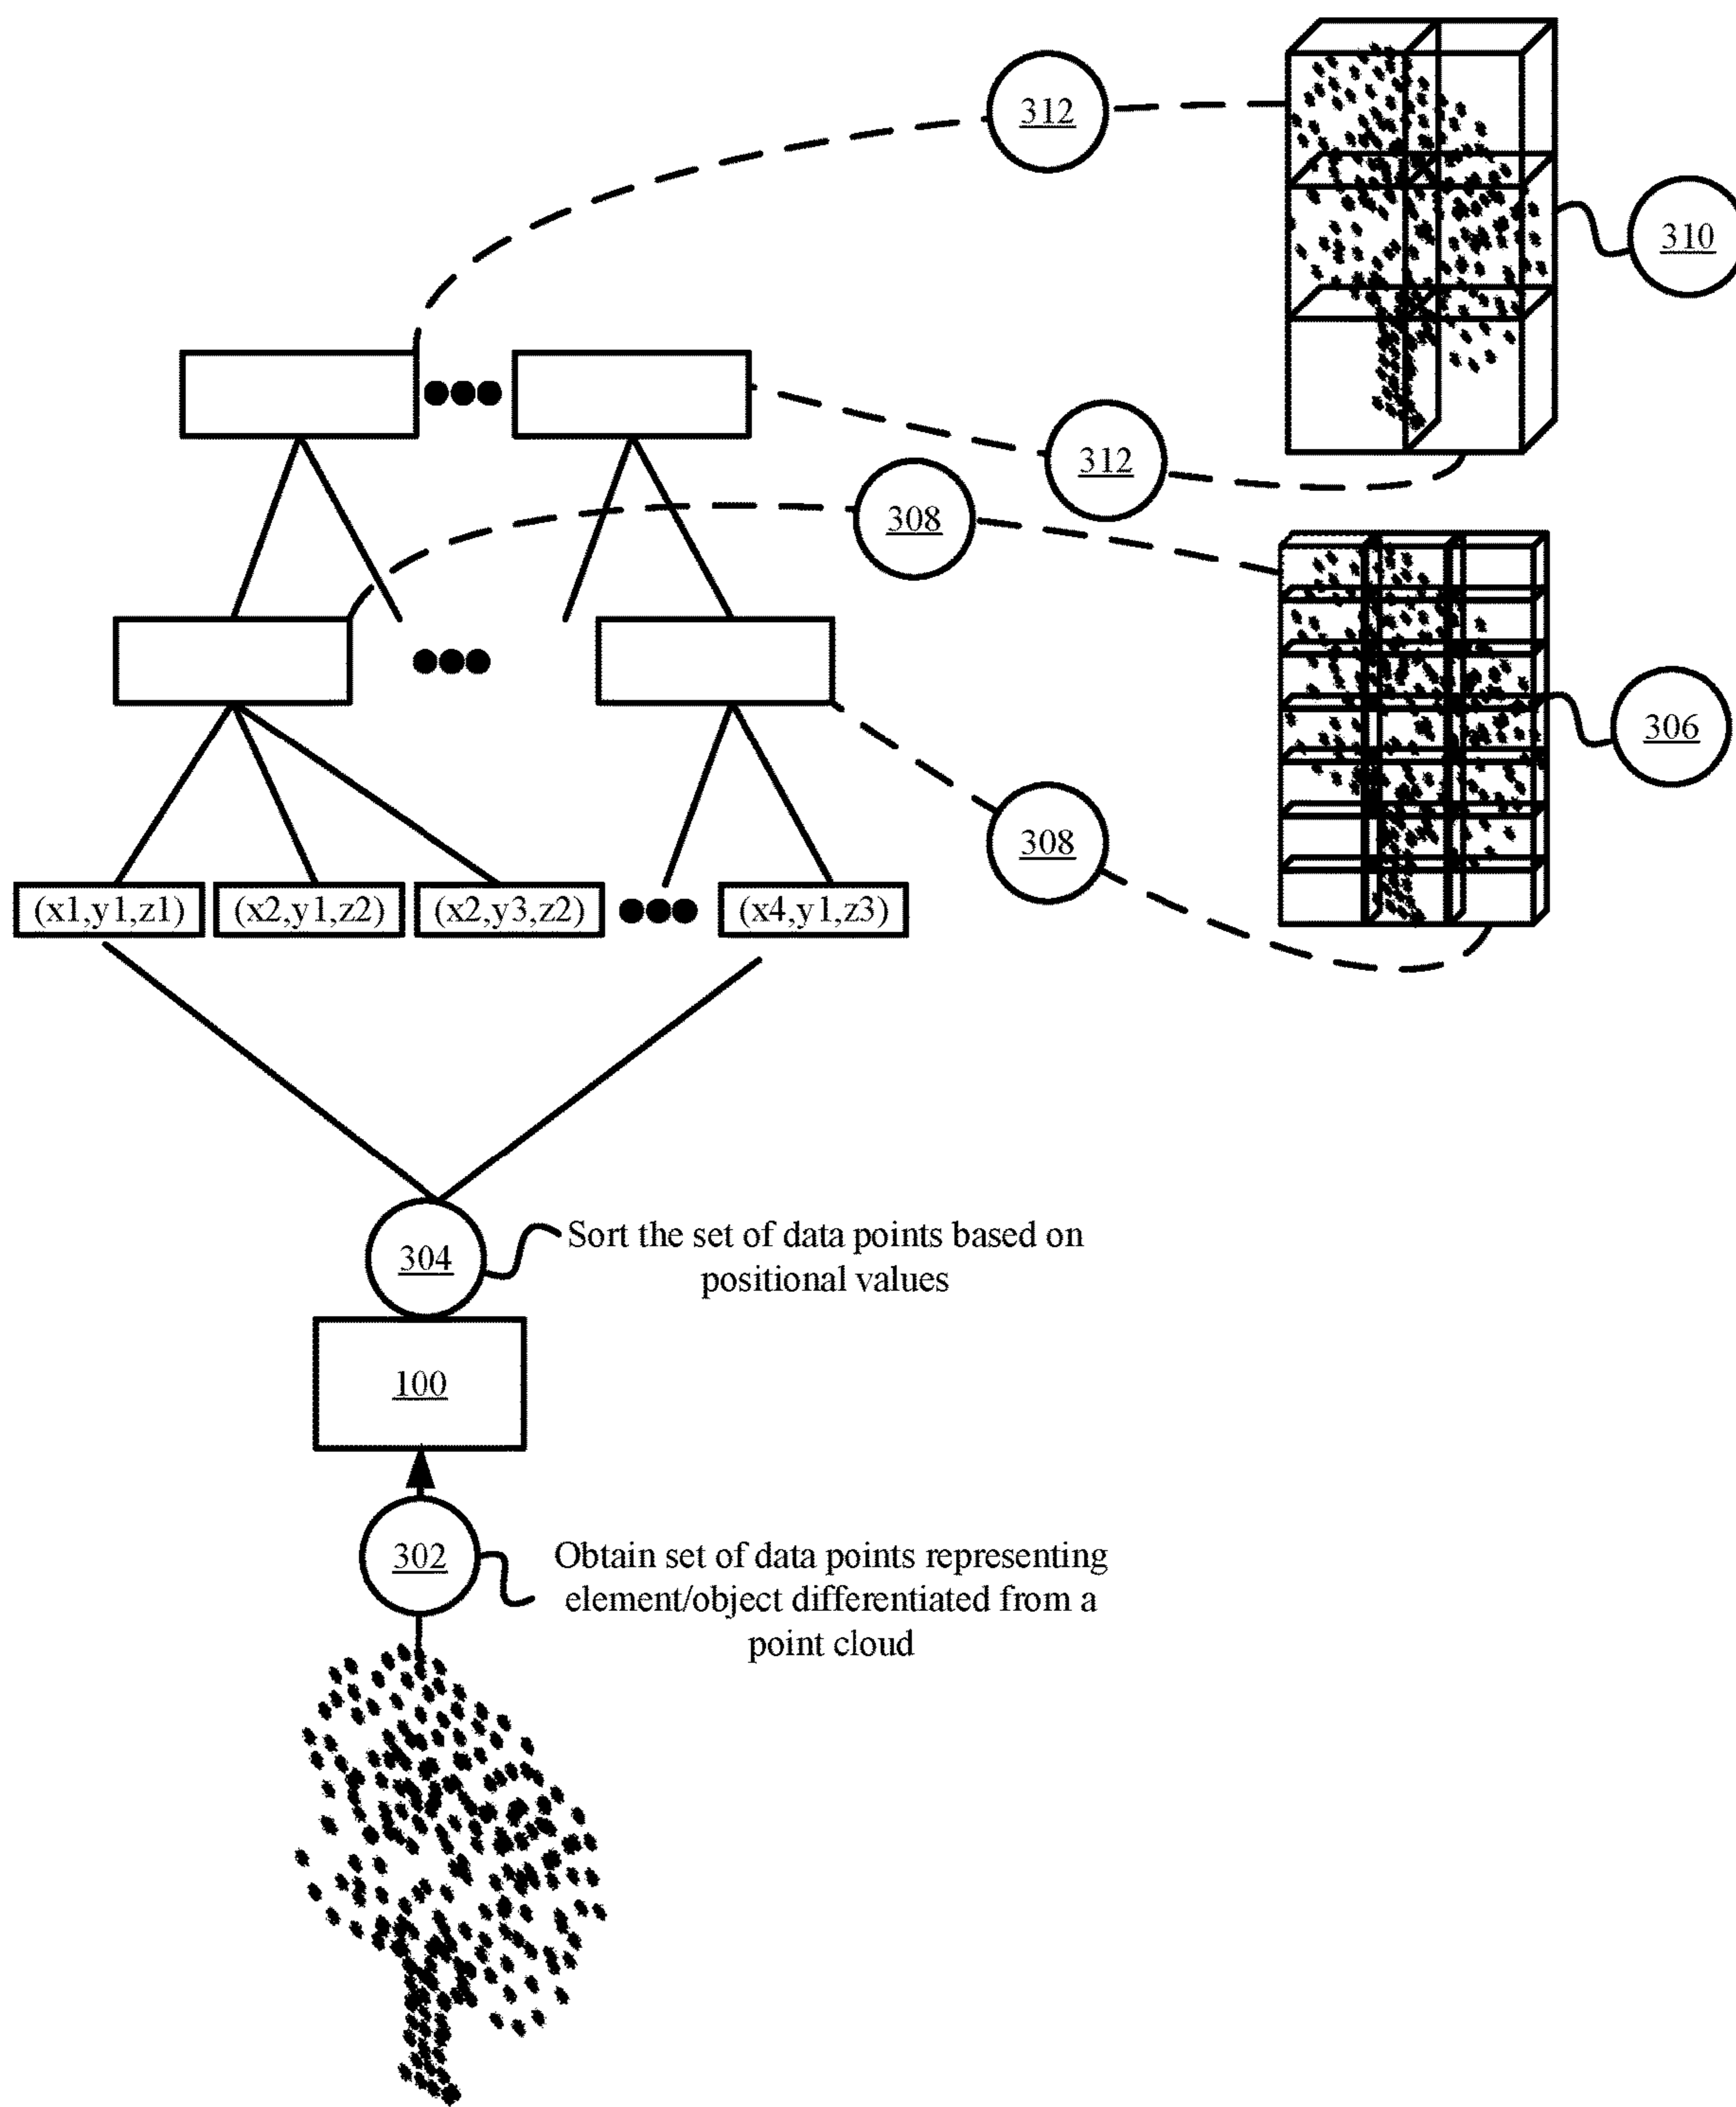 312
310
312
308
306
308
(x1,y1,z1) (x2,y1,z2) (x2,y3,z2) (x4,y1,z3)
304
Sort the set of data points based on
positional values
100
302
Obtain set of data points representing
element/object differentiated from a
point cloud